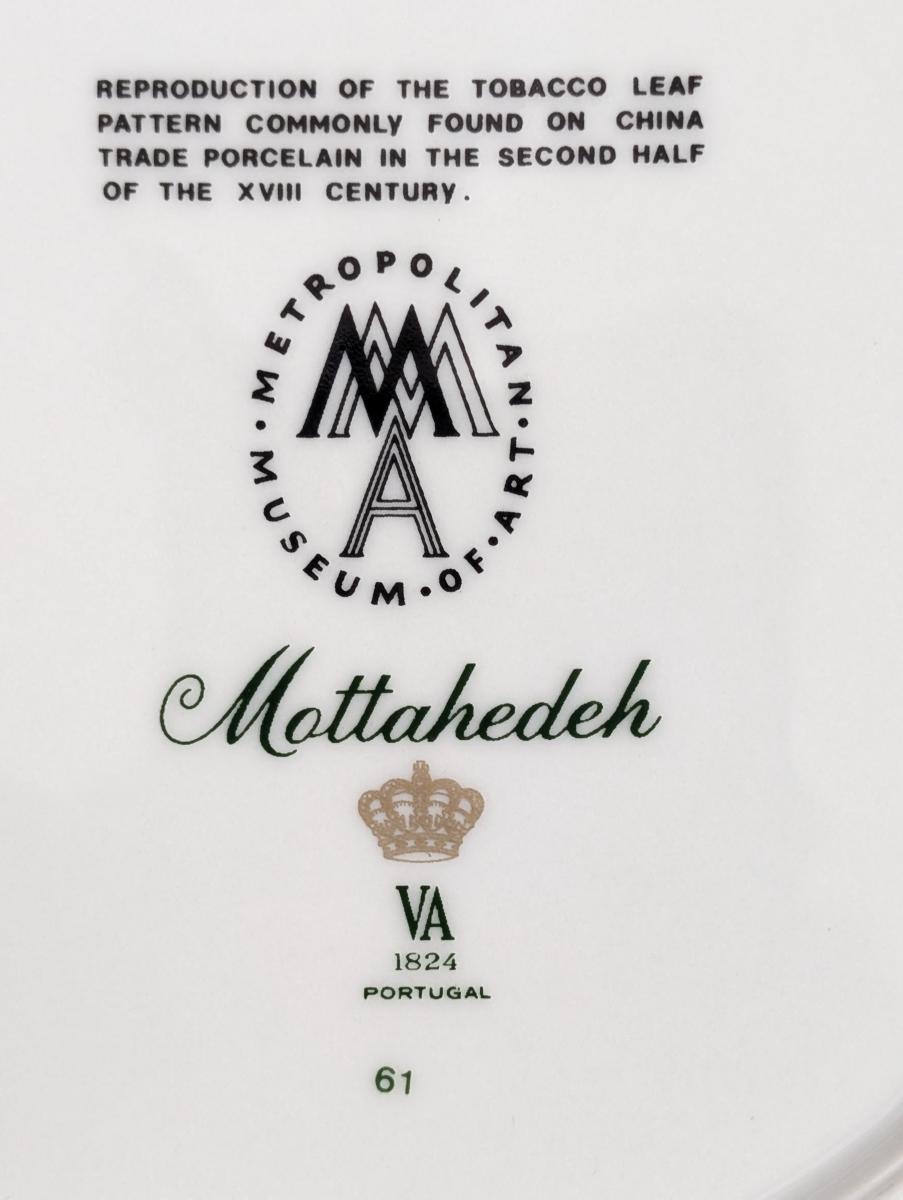 REPRODUCTION OF THE TOBACCO LEAF
PATTERN COMMONLY FOUND ON CHINA
TRADE PORCELAIN IN THE SECOND HALF
OF THE XVIII CENTURY.
METROPOLITAN · MUSEUM · OF · ART ·
MMA
Mottahedeh
VA
1824
PORTUGAL
61